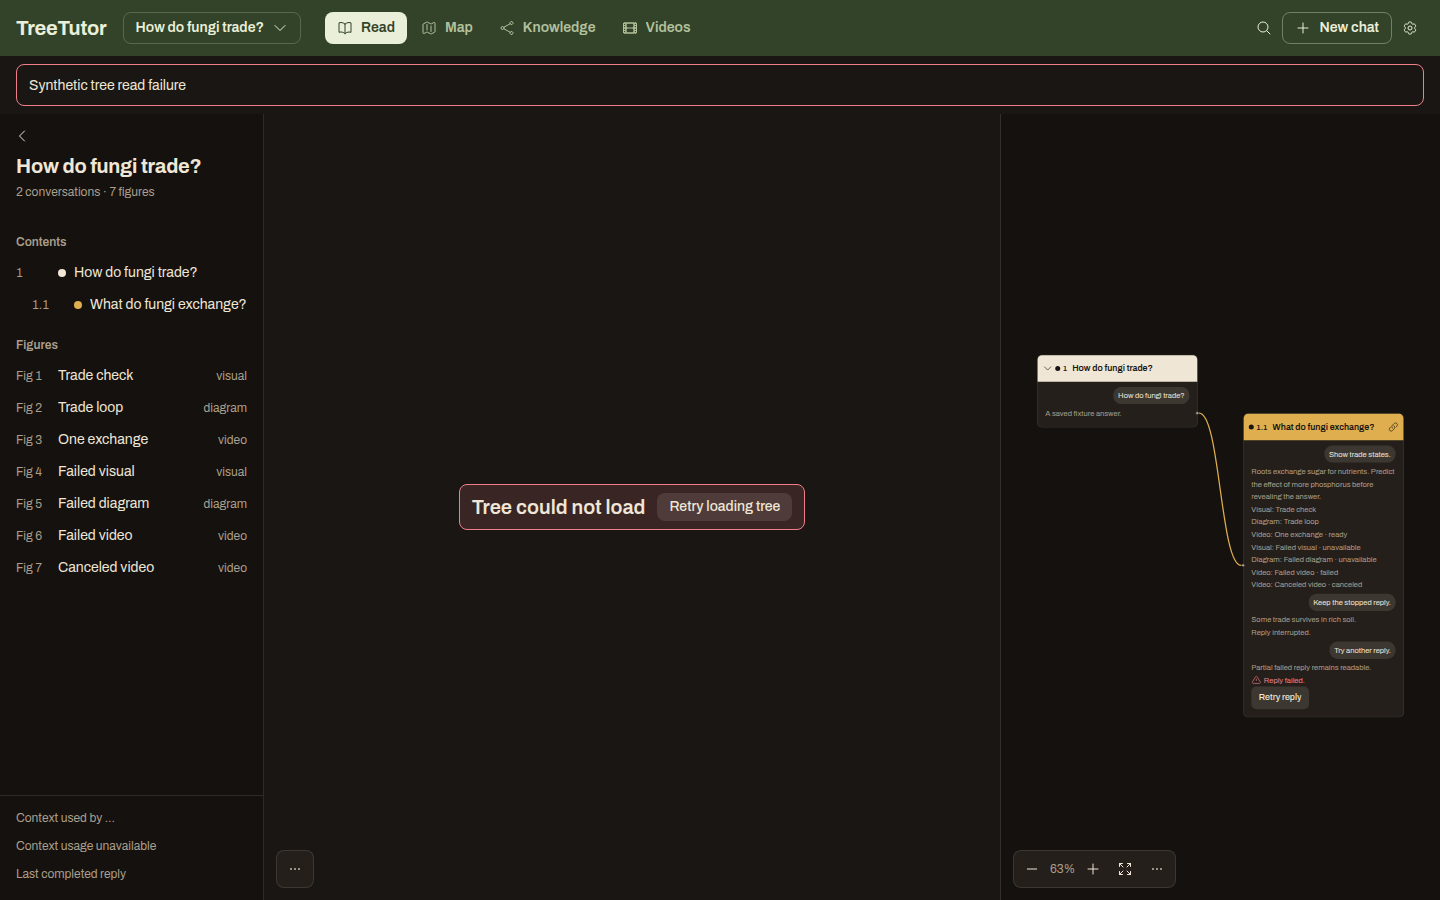 TreeTutor
How do fungi trade?
Read
Map
Knowledge
Videos
New chat
Synthetic tree read failure
How do fungi trade?
2 conversations · 7 figures
Contents
1 How do fungi trade?
1.1 What do fungi exchange?
Figures
Fig 1 Trade check visual
Fig 2 Trade loop diagram
Fig 3 One exchange video
Fig 4 Failed visual visual
Fig 5 Failed diagram diagram
Fig 6 Failed video video
Fig 7 Canceled video video
Context used by ...
Context usage unavailable
Last completed reply
Tree could not load
Retry loading tree
1 How do fungi trade?
How do fungi trade?
A saved fixture answer.
1.1 What do fungi exchange?
Show trade states.
Roots exchange sugar for nutrients. Predict
the effect of more phosphorus before
revealing the answer.
Visual: Trade check
Diagram: Trade loop
Video: One exchange · ready
Visual: Failed visual · unavailable
Diagram: Failed diagram · unavailable
Video: Failed video · failed
Video: Canceled video · canceled
Keep the stopped reply.
Some trade survives in rich soil.
Reply interrupted.
Try another reply.
Partial failed reply remains readable.
Reply failed.
Retry reply
63%